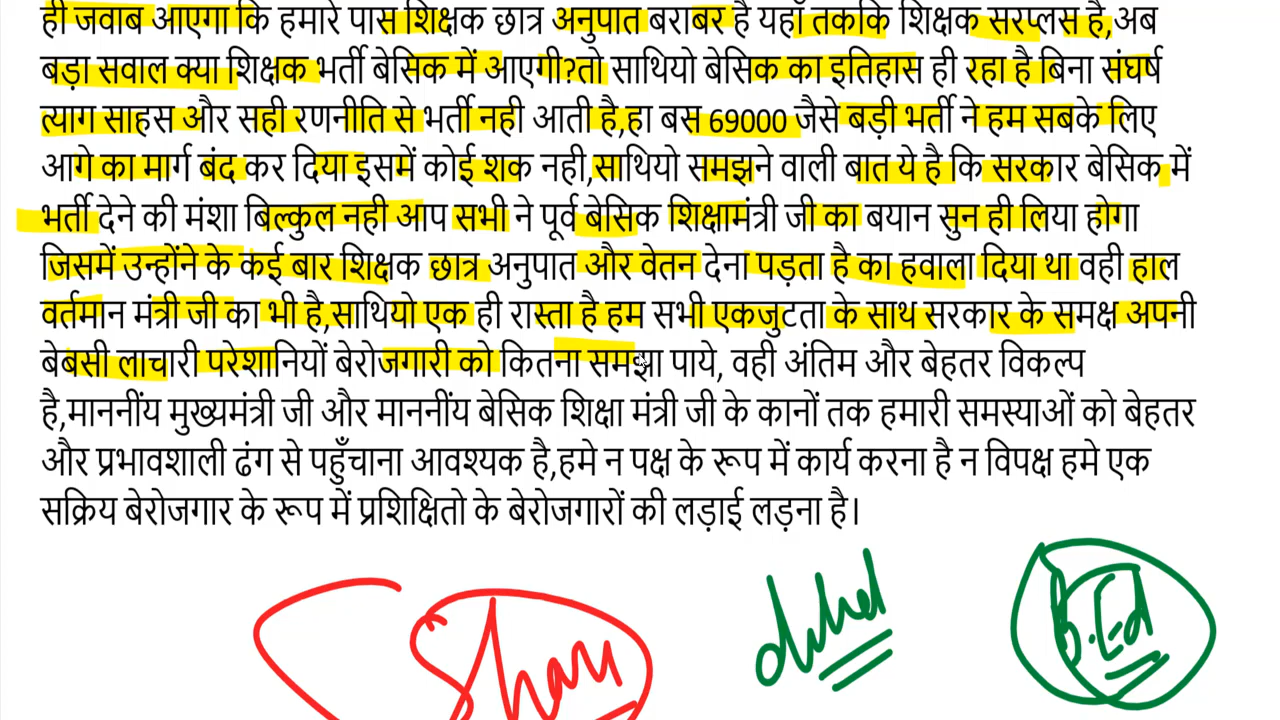 ही जवाब आएगा कि हमारे पास शिक्षक छात्र अनुपात बराबर है यहाँ तककि शिक्षक सरप्लस है,अब
बड़ा सवाल क्या शिक्षक भर्ती बेसिक में आएगी?तो साथियो बेसिक का इतिहास ही रहा है बिना संघर्ष
त्याग साहस और सही रणनीति से भर्ती नही आती है,हा बस 69000 जैसे बड़ी भर्ती ने हम सबके लिए
आगे का मार्ग बंद कर दिया इसमें कोई शक नही,साथियो समझने वाली बात ये है कि सरकार बेसिक में
भर्ती देने की मंशा बिल्कुल नही आप सभी ने पूर्व बेसिक शिक्षामंत्री जी का बयान सुन ही लिया होगा
जिसमें उन्होंने के कई बार शिक्षक छात्र अनुपात और वेतन देना पड़ता है का हवाला दिया था वही हाल
वर्तमान मंत्री जी का भी है,साथियो एक ही रास्ता है हम सभी एकजुटता के साथ सरकार के समक्ष अपनी
बेबसी लाचारी परेशानियों बेरोजगारी को कितना समझा पाये, वही अंतिम और बेहतर विकल्प
है,माननींय मुख्यमंत्री जी और माननींय बेसिक शिक्षा मंत्री जी के कानों तक हमारी समस्याओं को बेहतर
और प्रभावशाली ढंग से पहुँचाना आवश्यक है,हमे न पक्ष के रूप में कार्य करना है न विपक्ष हमे एक
सक्रिय बेरोजगार के रूप में प्रशिक्षितो के बेरोजगारों की लड़ाई लड़ना है।
B.Ed